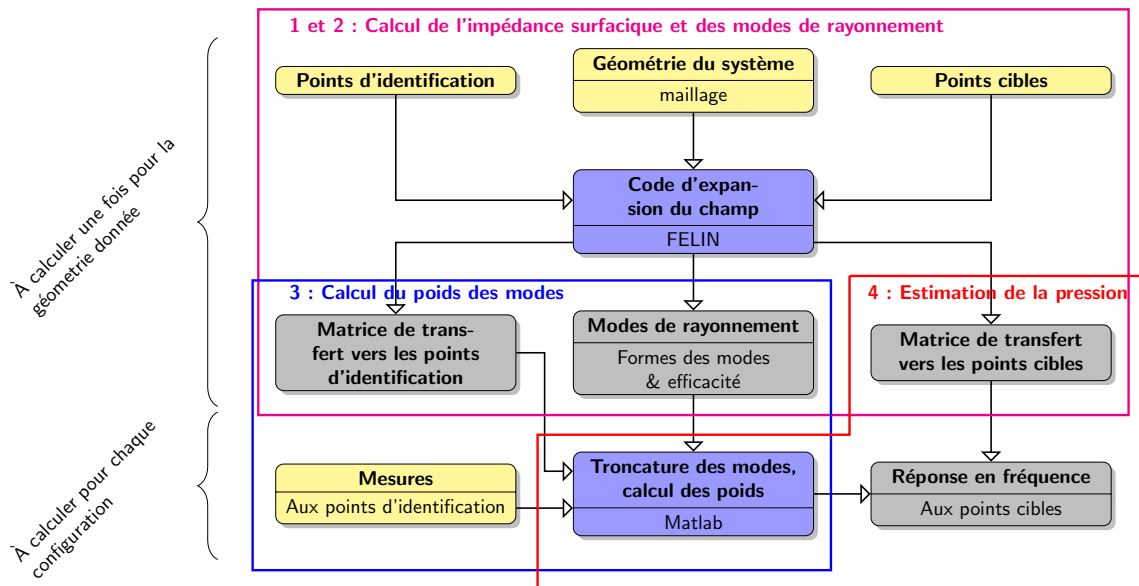 1 et 2 : Calcul de l'impédance surfacique et des modes de rayonnement
Points d'identification
Géométrie du système
maillage
Points cibles
À calculer une fois pour la
géométrie donnée
Code d'expan-
sion du champ
FELIN
3 : Calcul du poids des modes
4 : Estimation de la pression
Matrice de trans-
fert vers les points
d'identification
Modes de rayonnement
Formes des modes
& efficacité
Matrice de transfert
vers les points cibles
À calculer pour chaque
configuration
Mesures
Aux points d'identification
Troncature des modes,
calcul des poids
Matlab
Réponse en fréquence
Aux points cibles